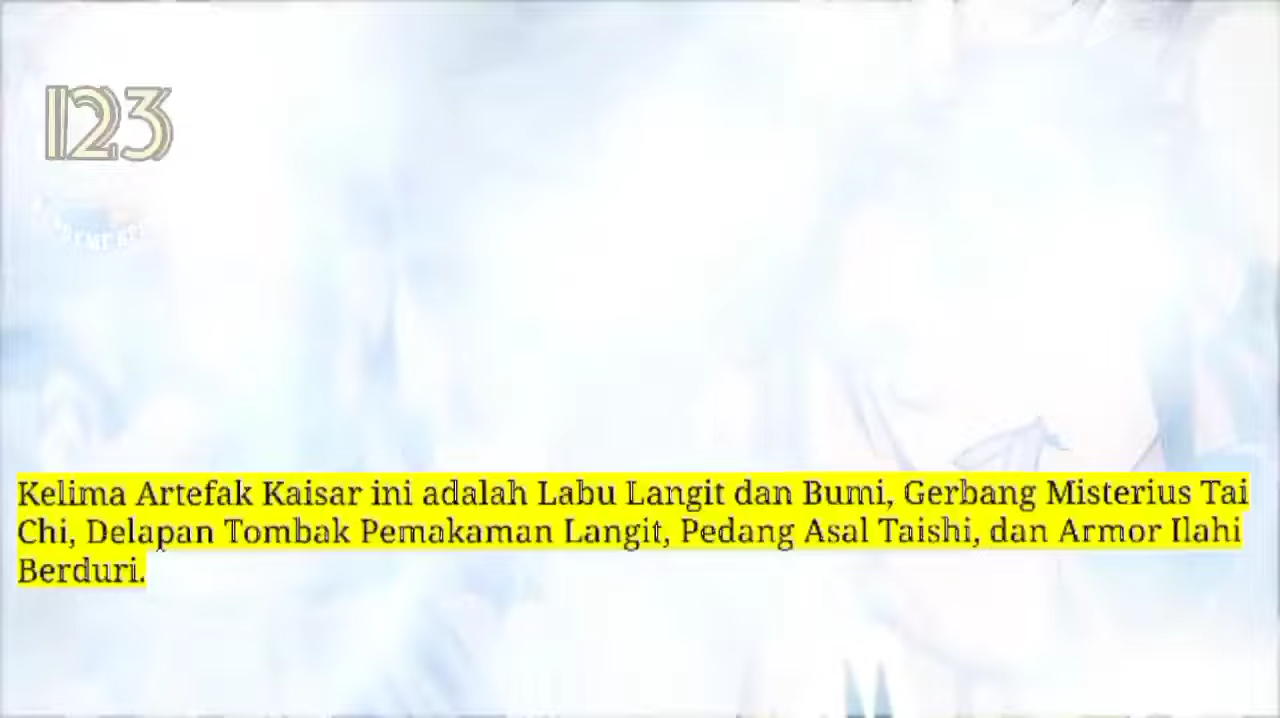 123
Kelima Artefak Kaisar ini adalah Labu Langit dan Bumi, Gerbang Misterius Tai
Chi, Delapan Tombak Pemakaman Langit, Pedang Asal Taishi, dan Armor Ilahi
Berduri.